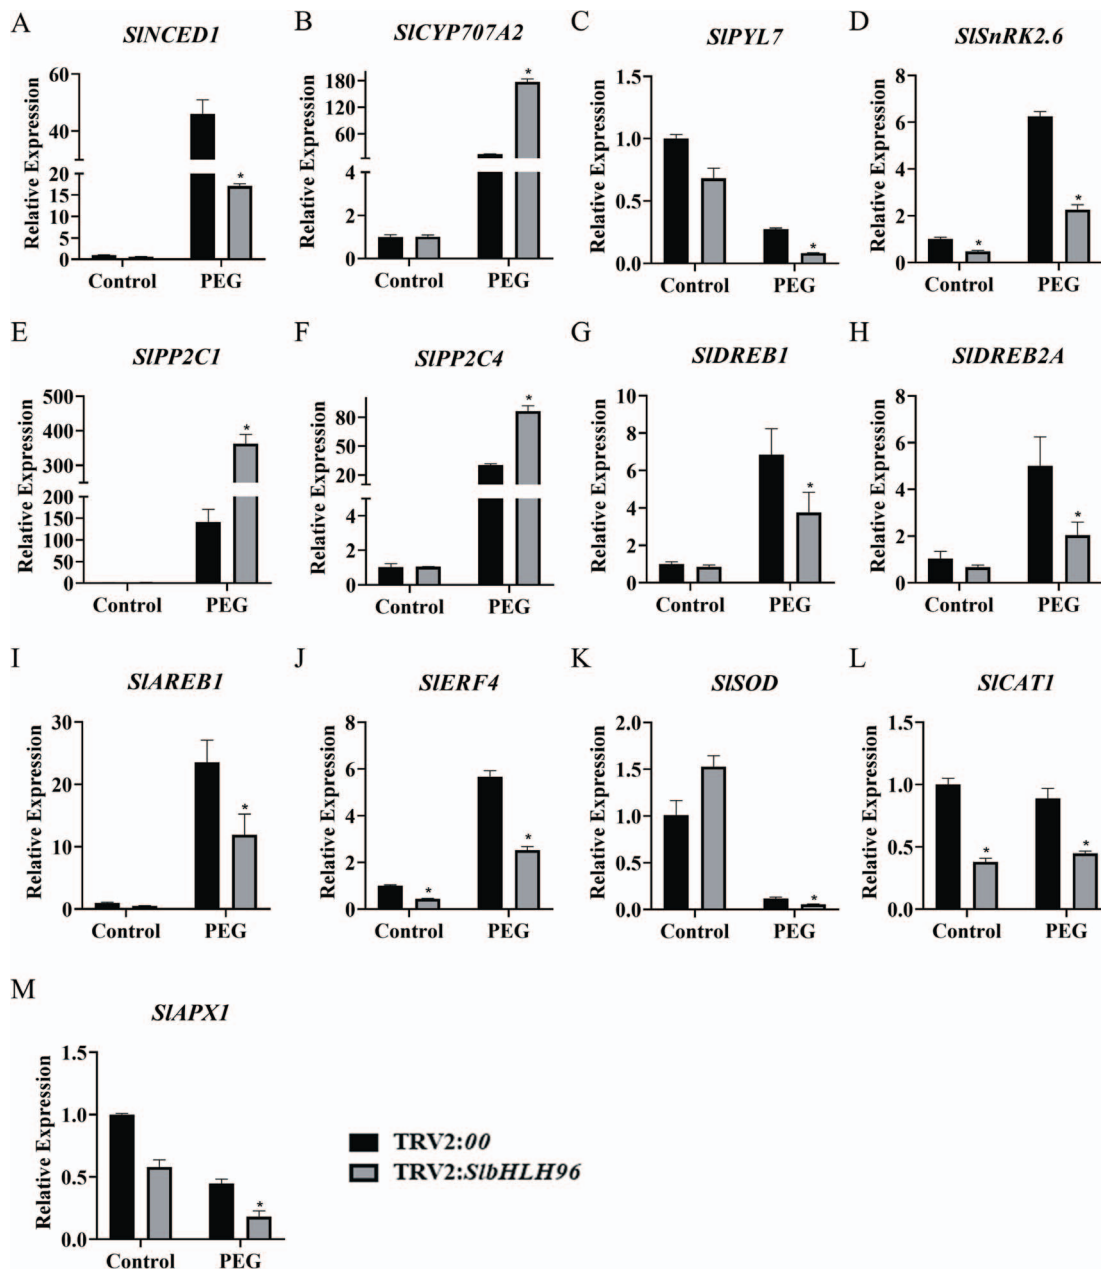 A
SlNCED1
Relative Expression
60
40
20
15
10
5
0
*
Control
PEG
B
SlCYP707A2
Relative Expression
180
120
60
4
2
0
*
Control
PEG
C
SlPYL7
Relative Expression
1.5
1.0
0.5
0.0
*
Control
PEG
D
SlSnRK2.6
Relative Expression
8
6
4
2
0
*
*
Control
PEG
E
SlPP2C1
Relative Expression
500
400
300
200
150
100
50
0
*
Control
PEG
F
SlPP2C4
Relative Expression
80
50
20
4
2
0
*
Control
PEG
G
SlDREB1
Relative Expression
10
8
6
4
2
0
*
Control
PEG
H
SlDREB2A
Relative Expression
8
6
4
2
0
*
Control
PEG
I
SlAREB1
Relative Expression
30
20
10
0
*
Control
PEG
J
SlERF4
Relative Expression
8
6
4
2
0
*
*
Control
PEG
K
SlSOD
Relative Expression
2.0
1.5
1.0
0.5
0.0
*
Control
PEG
L
SlCAT1
Relative Expression
1.5
1.0
0.5
0.0
*
*
Control
PEG
M
SlAPX1
Relative Expression
1.5
1.0
0.5
0.0
*
Control
PEG
TRV2:00
TRV2:SlbHLH96